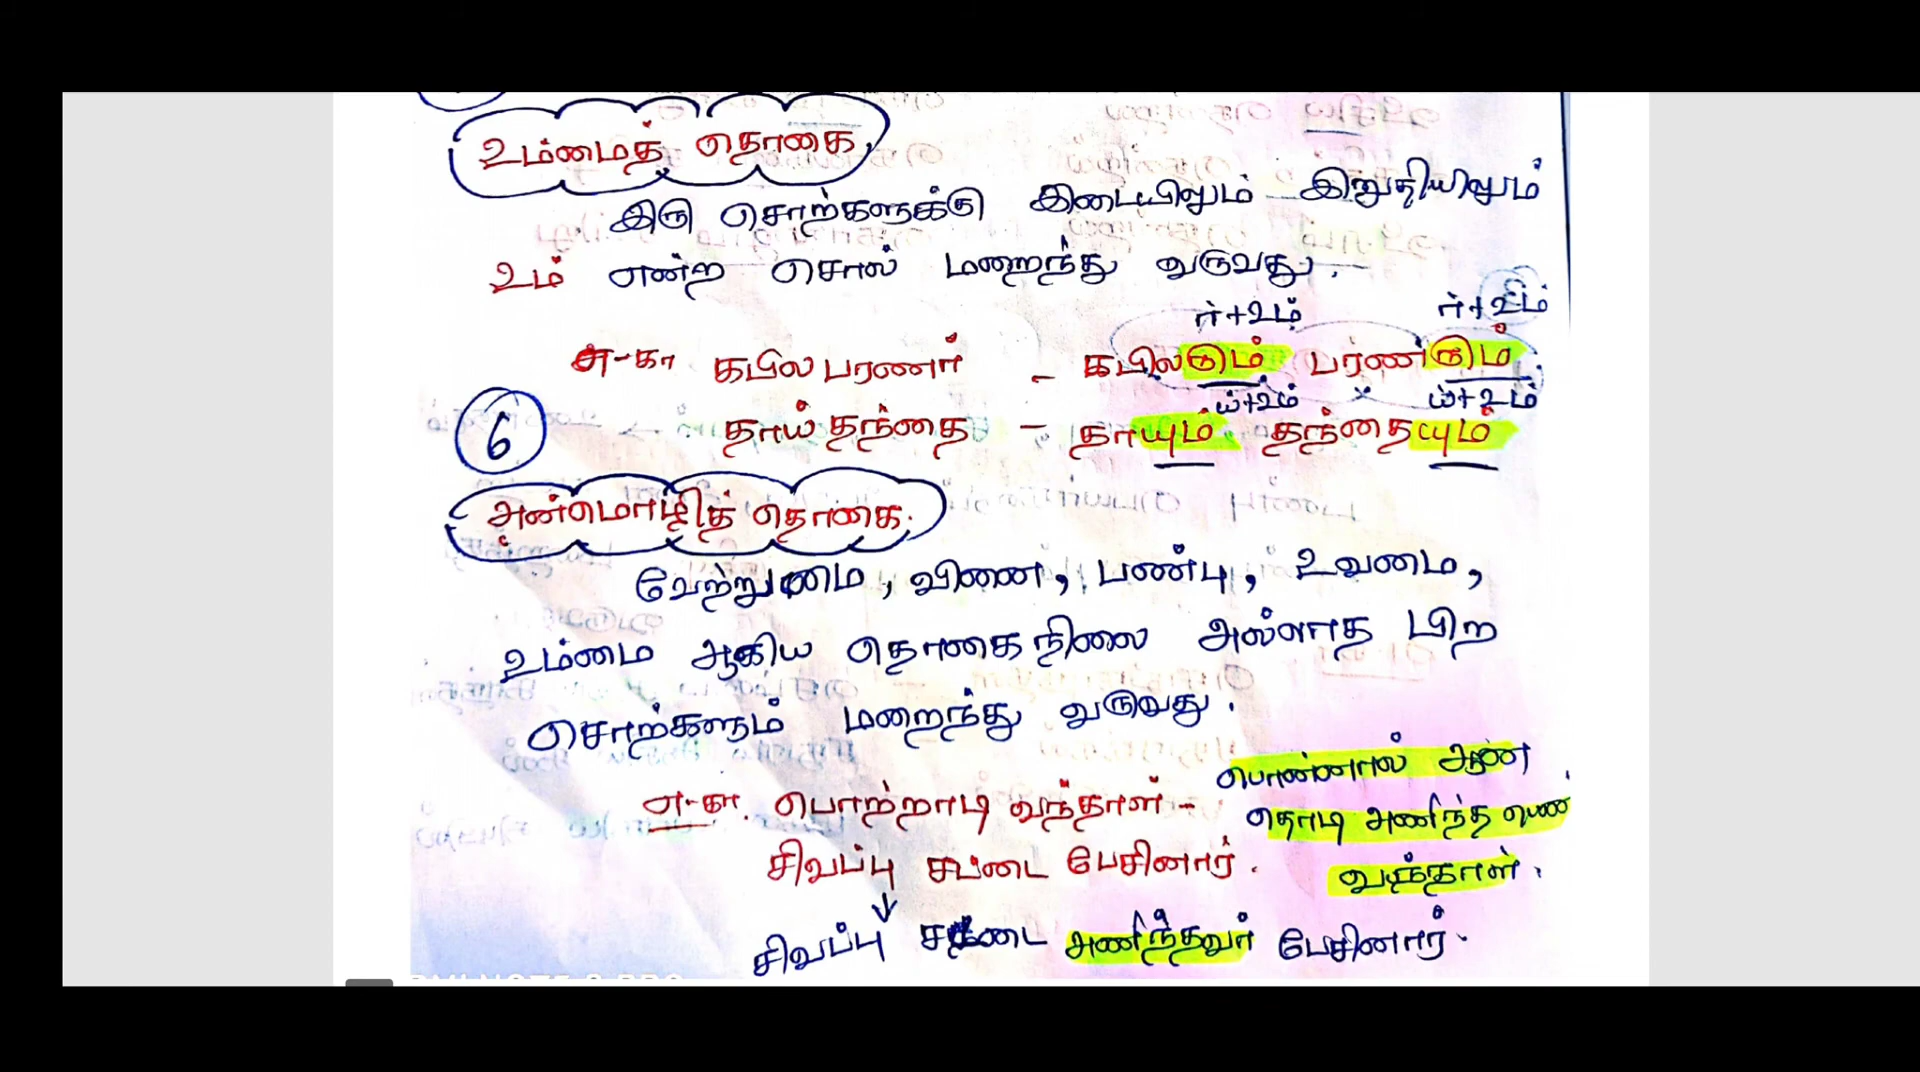 உம்மைத் தொகை
இரு சொற்களுக்கு இடையிலும் இறுதியிலும்
உம் என்ற சொல் மறைந்து வருவது.
ர்+உம் ர்+உம்
எ-கா கபில பரணர் - கபிலரும் பரணரும்.
ய்+உம் x ய்+உம்
6 தாய் தந்தை - தாயும் தந்தையும்
அன்மொழித் தொகை.
வேற்றுமை, வினை, பண்பு, உவமை,
உம்மை ஆகிய தொகை நிலை அல்லாத பிற
சொற்களும் மறைந்து வருவது.
பொன்னால் ஆன
எ-கா. பொற்றொடி வந்தாள் - தொடி அணிந்த பெண்
சிவப்பு சட்டை பேசினார். வந்தாள்.
↓
சிவப்பு சட்டை அணிந்தவர் பேசினார்.